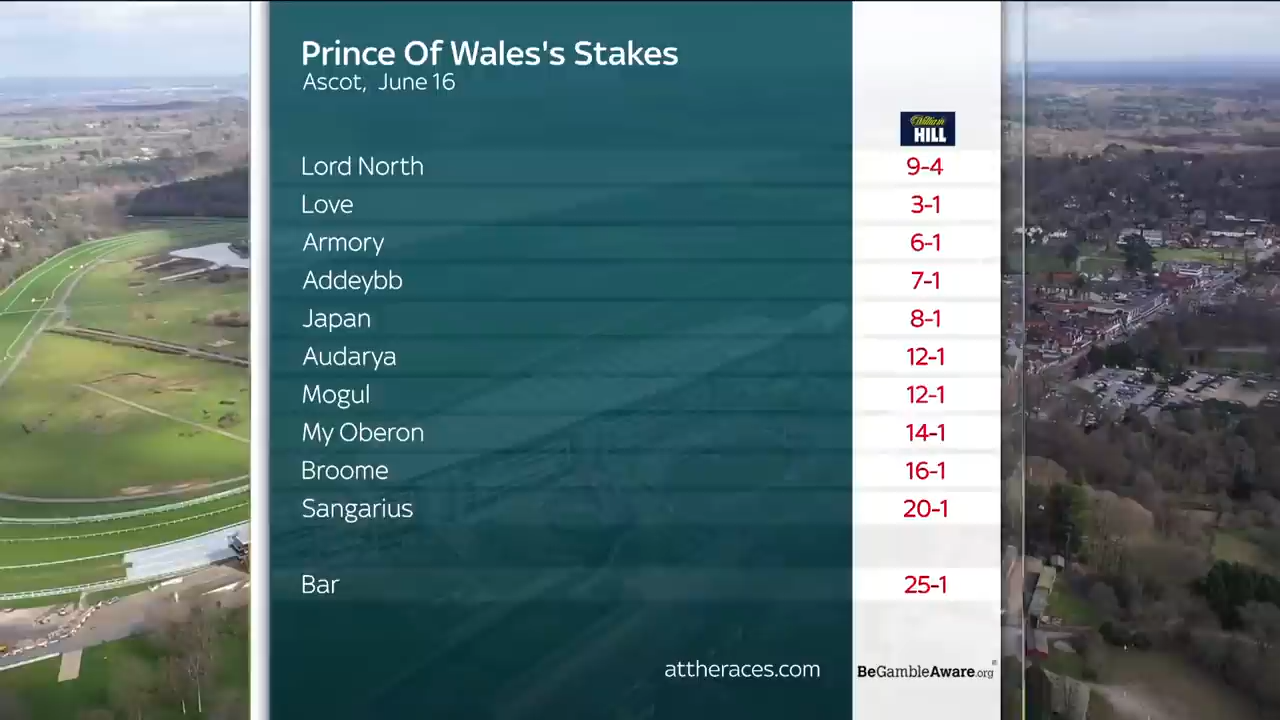 Prince Of Wales's Stakes
Ascot, June 16
William
HILL
Lord North 9-4
Love 3-1
Armory 6-1
Addeybb 7-1
Japan 8-1
Audarya 12-1
Mogul 12-1
My Oberon 14-1
Broome 16-1
Sangarius 20-1
Bar 25-1
attheraces.com BeGambleAware.org